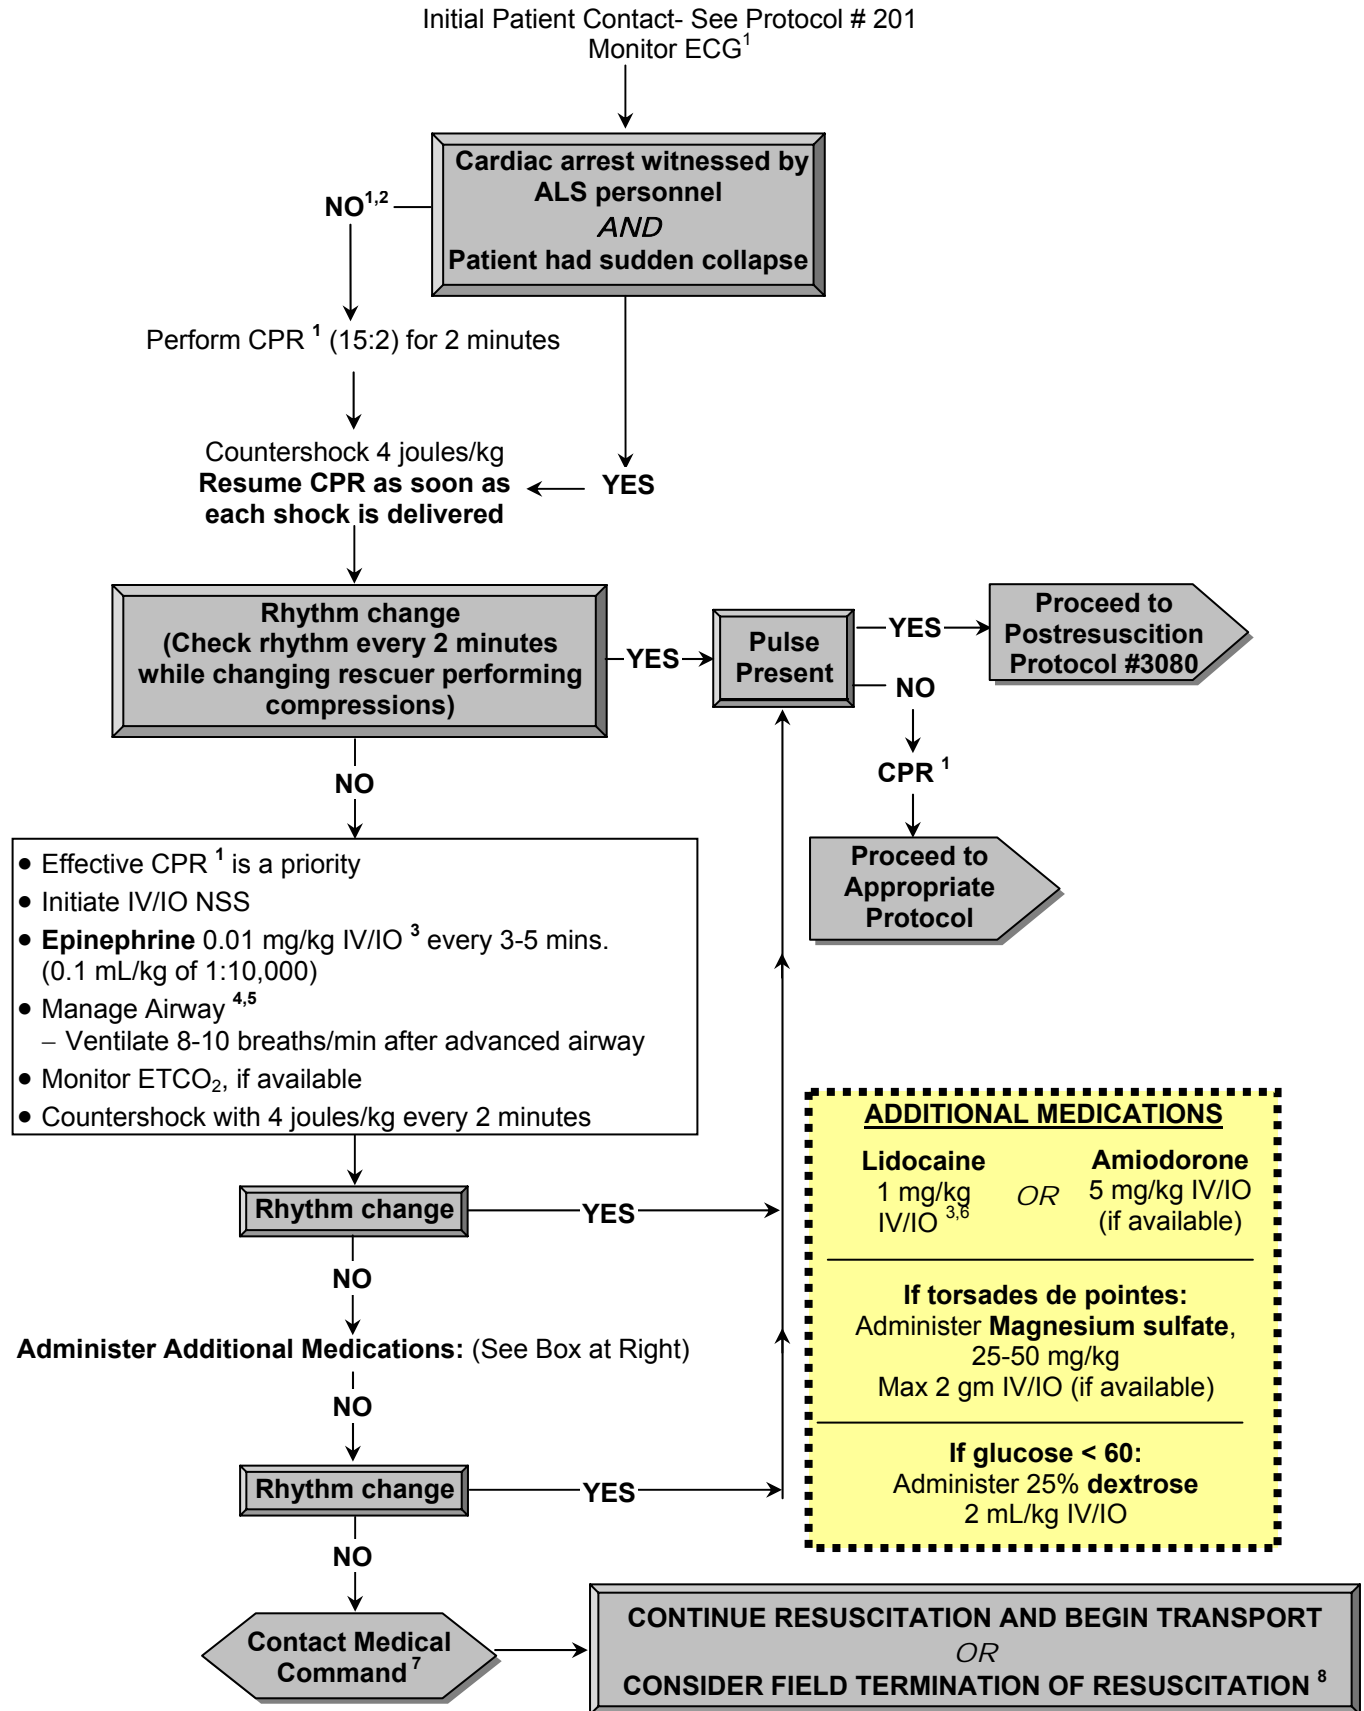 Initial Patient Contact- See Protocol # 201
Monitor ECG1
Cardiac arrest witnessed by
ALS personnel
AND
Patient had sudden collapse
NO1,2
Perform CPR 1 (15:2) for 2 minutes
Countershock 4 joules/kg
Resume CPR as soon as
each shock is delivered
YES
Rhythm change
(Check rhythm every 2 minutes
while changing rescuer performing
compressions)
YES
Pulse
Present
YES
Proceed to
Postresuscition
Protocol #3080
NO
CPR 1
Proceed to
Appropriate
Protocol
NO
• Effective CPR 1 is a priority
• Initiate IV/IO NSS
• Epinephrine 0.01 mg/kg IV/IO 3 every 3-5 mins.
(0.1 mL/kg of 1:10,000)
• Manage Airway 4,5
– Ventilate 8-10 breaths/min after advanced airway
• Monitor ETCO2, if available
• Countershock with 4 joules/kg every 2 minutes
Rhythm change
YES
NO
Administer Additional Medications: (See Box at Right)
NO
Rhythm change
YES
NO
Contact Medical
Command 7
ADDITIONAL MEDICATIONS
Lidocaine
1 mg/kg
IV/IO 3,6
OR
Amiodorone
5 mg/kg IV/IO
(if available)
If torsades de pointes:
Administer Magnesium sulfate,
25-50 mg/kg
Max 2 gm IV/IO (if available)
If glucose < 60:
Administer 25% dextrose
2 mL/kg IV/IO
CONTINUE RESUSCITATION AND BEGIN TRANSPORT
OR
CONSIDER FIELD TERMINATION OF RESUSCITATION 8